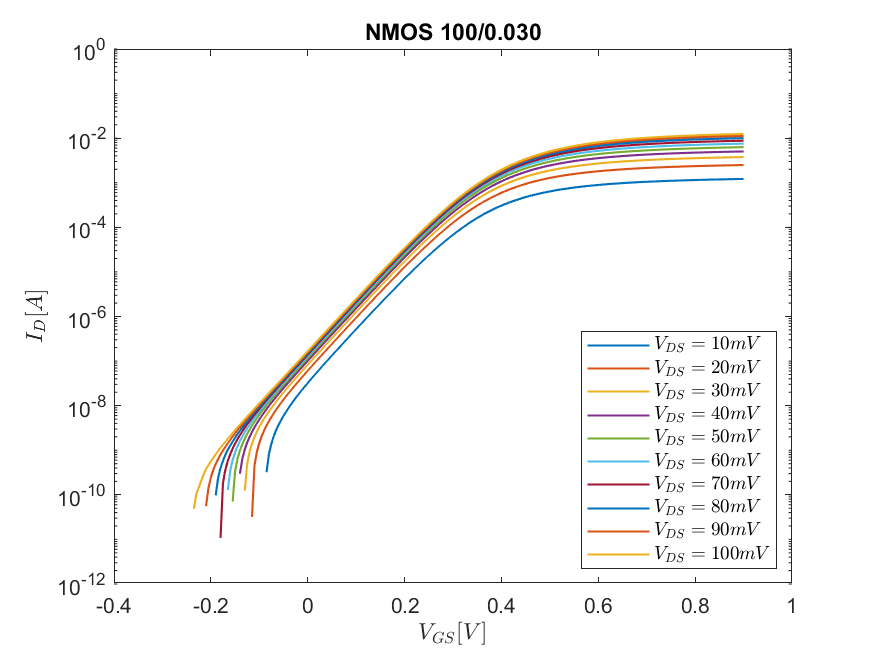 NMOS 100/0.030
10^0
10^-2
10^-4
10^-6
10^-8
10^-10
10^-12
I_D[A]
-0.4 -0.2 0 0.2 0.4 0.6 0.8 1
V_GS[V]
V_DS = 10mV
V_DS = 20mV
V_DS = 30mV
V_DS = 40mV
V_DS = 50mV
V_DS = 60mV
V_DS = 70mV
V_DS = 80mV
V_DS = 90mV
V_DS = 100mV